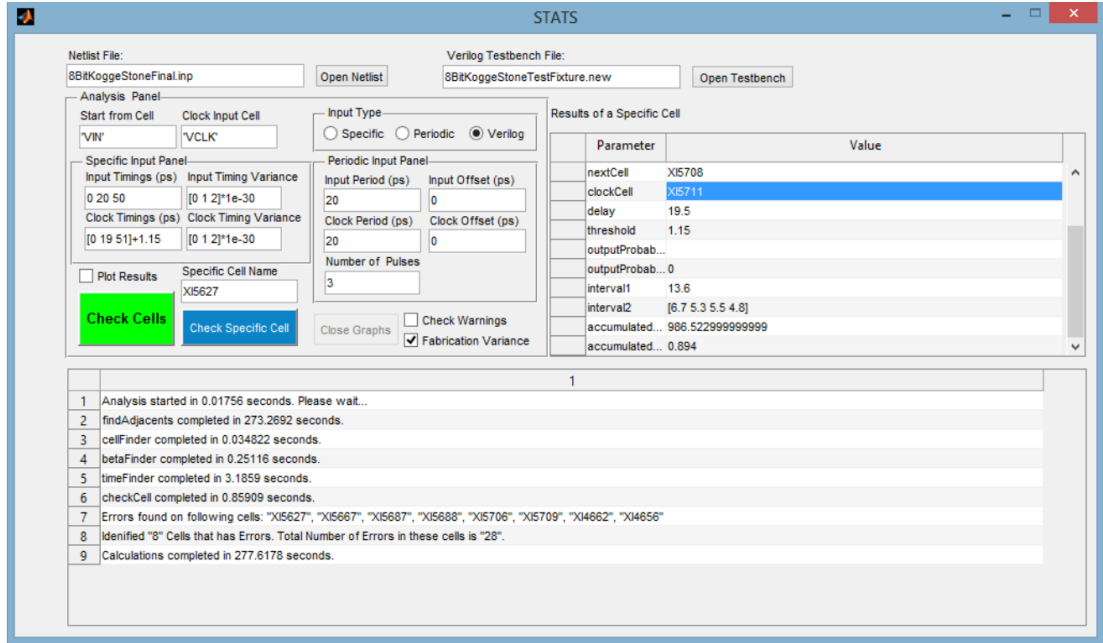 STATS
Netlist File:
Verilog Testbench File:
8BitKoggeStoneFinal.inp
Open Netlist
8BitKoggeStoneTestFixture.new
Open Testbench
Analysis Panel
Start from Cell
Clock Input Cell
'VIN'
'VCLK'
Input Type
Specific
Periodic
Verilog
Specific Input Panel
Input Timings (ps)
Input Timing Variance
0 20 50
[0 1 2]*1e-30
Clock Timings (ps)
Clock Timing Variance
[0 19 51]+1.15
[0 1 2]*1e-30
Periodic Input Panel
Input Period (ps)
Input Offset (ps)
20
0
Clock Period (ps)
Clock Offset (ps)
20
0
Number of Pulses
3
Plot Results
Specific Cell Name
XI5627
Check Cells
Check Specific Cell
Close Graphs
Check Warnings
Fabrication Variance
Results of a Specific Cell
Parameter Value
nextCell XI5708
clockCell XI5711
delay 19.5
threshold 1.15
outputProbab...
outputProbab... 0
interval1 13.6
interval2 [6.7 5.3 5.5 4.8]
accumulated... 986.522999999999
accumulated... 0.894
1
1 Analysis started in 0.01756 seconds. Please wait...
2 findAdjacents completed in 273.2692 seconds.
3 cellFinder completed in 0.034822 seconds.
4 betaFinder completed in 0.25116 seconds.
5 timeFinder completed in 3.1859 seconds.
6 checkCell completed in 0.85909 seconds.
7 Errors found on following cells: "XI5627", "XI5667", "XI5687", "XI5688", "XI5706", "XI5709", "XI4662", "XI4656"
8 Idenified "8" Cells that has Errors. Total Number of Errors in these cells is "28".
9 Calculations completed in 277.6178 seconds.